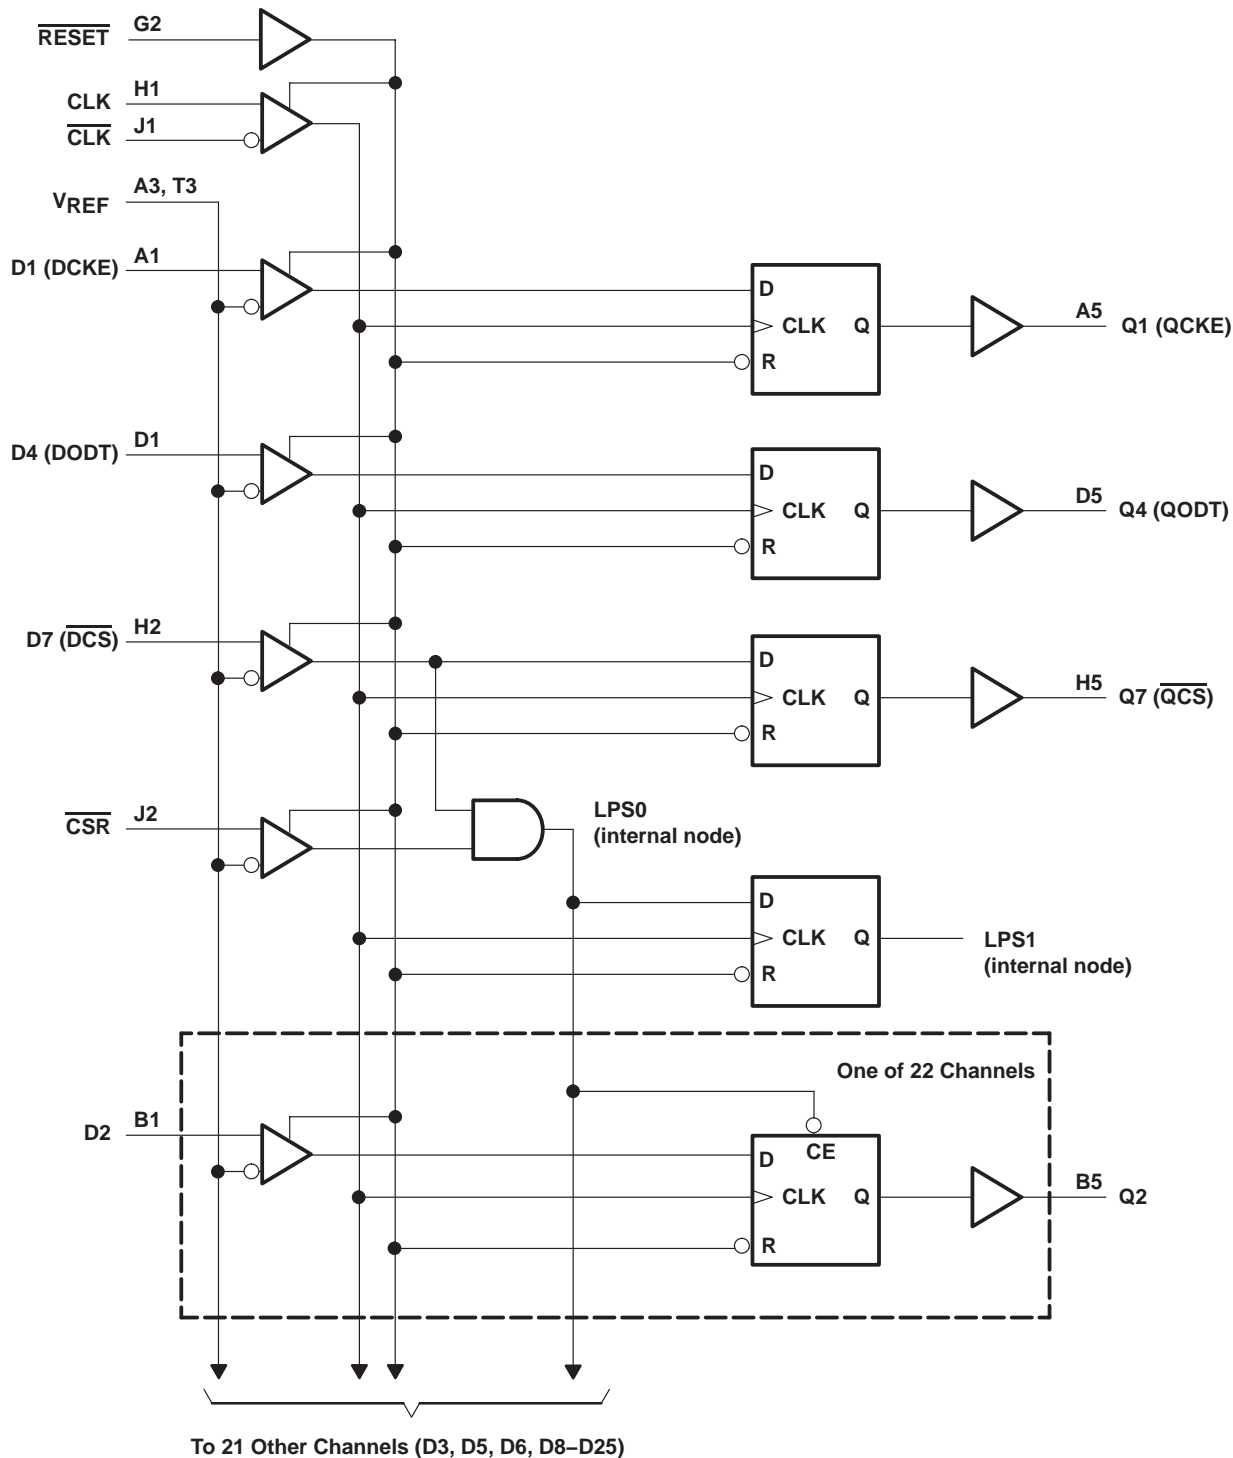 RESET G2
CLK H1
CLK J1
VREF A3, T3
D1 (DCKE) A1
D
CLK Q
R
A5
Q1 (QCKE)
D4 (DODT) D1
D
CLK Q
R
D5
Q4 (QODT)
D7 (DCS) H2
D
CLK Q
R
H5
Q7 (QCS)
CSR J2
LPS0
(internal node)
D
CLK Q
R
LPS1
(internal node)
One of 22 Channels
D2 B1
CE
D
CLK Q
R
B5
Q2
To 21 Other Channels (D3, D5, D6, D8–D25)